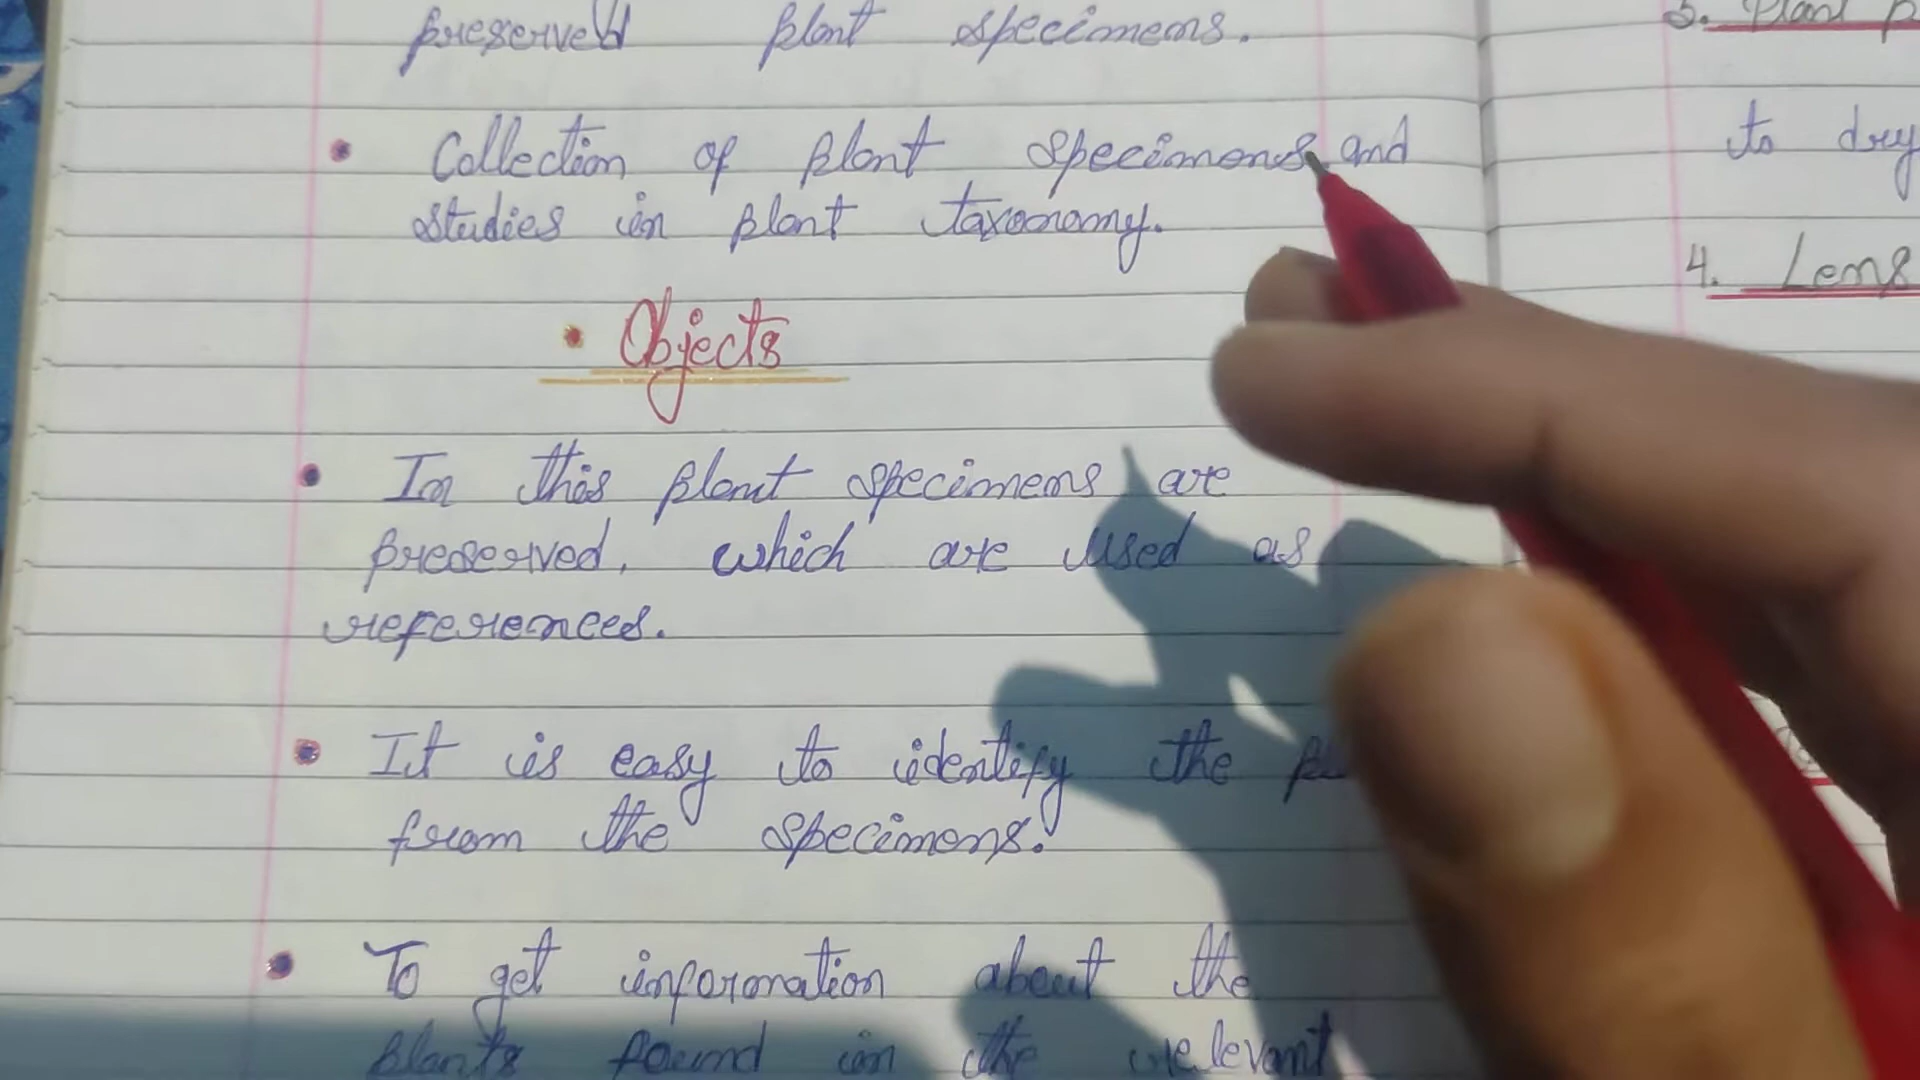 preserved plant specimens.
• Collection of plant specimens and
studies in plant taxonomy.
• Objects
• In this plant specimens are
preserved, which are used as
references.
• It is easy to identify the
from the specimens.
• To get information about the
plants found in the relevant
3. Plant
to dry
4. Lens